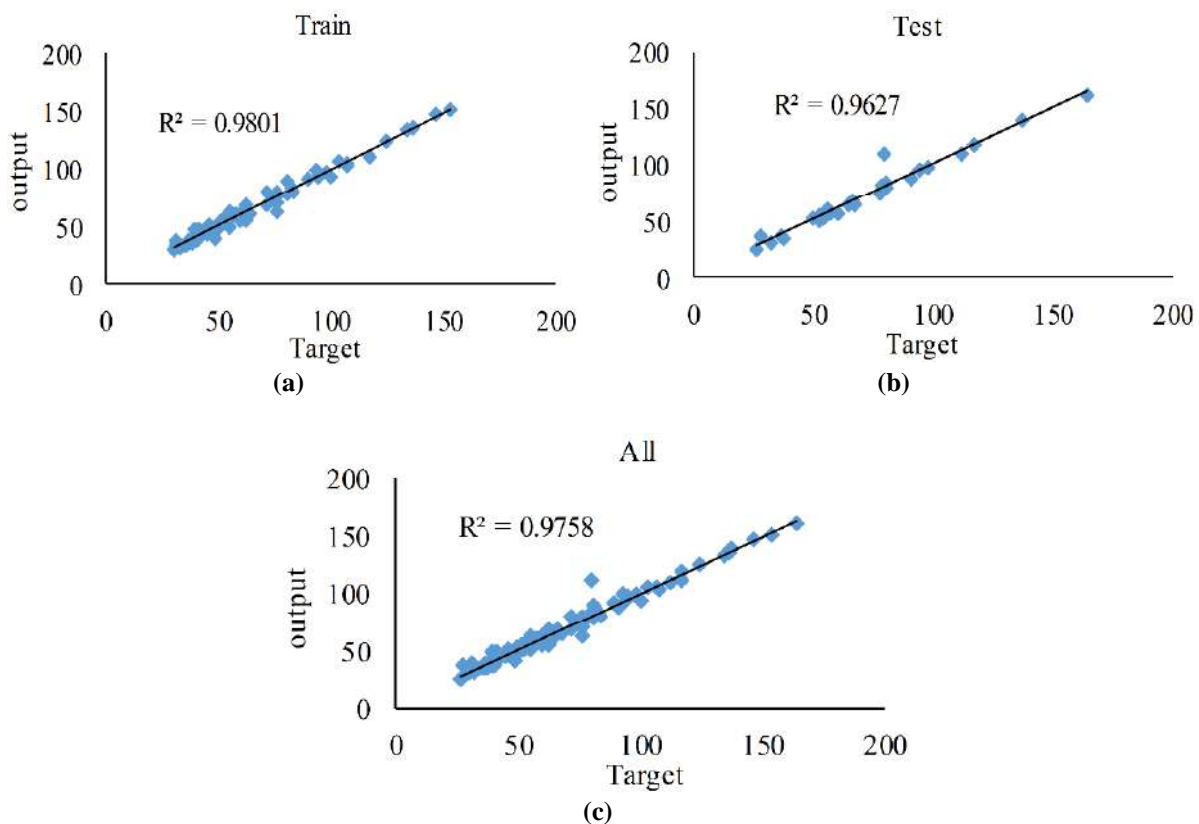 Train
200
150
100
50
0
R² = 0.9801
output
0 50 100 150 200
Target
(a)
Test
200
150
100
50
0
R² = 0.9627
output
0 50 100 150 200
Target
(b)
All
200
150
100
50
0
R² = 0.9758
output
0 50 100 150 200
Target
(c)